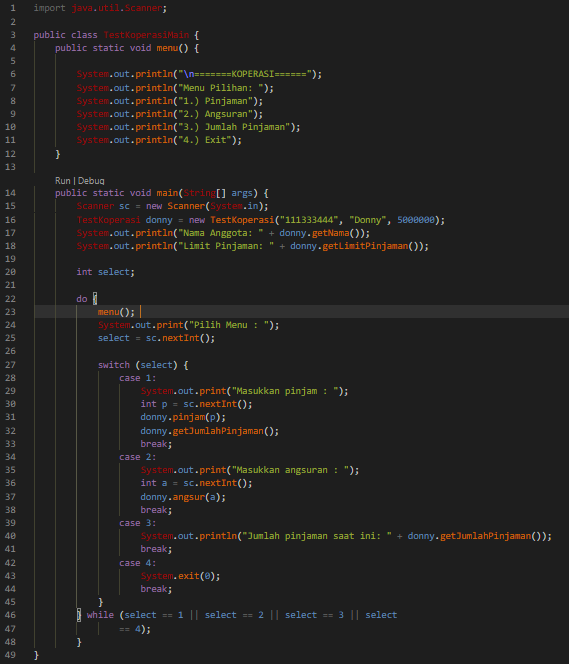 1 import java.util.Scanner;
2
3 public class TestKoperasiMain {
4 public static void menu() {
5
6 System.out.println("\n=======KOPERASI======");
7 System.out.println("Menu Pilihan: ");
8 System.out.println("1.) Pinjaman");
9 System.out.println("2.) Angsuran");
10 System.out.println("3.) Jumlah Pinjaman");
11 System.out.println("4.) Exit");
12 }
13
Run | Debug
14 public static void main(String[] args) {
15 Scanner sc = new Scanner(System.in);
16 TestKoperasi donny = new TestKoperasi("111333444", "Donny", 5000000);
17 System.out.println("Nama Anggota: " + donny.getNama());
18 System.out.println("Limit Pinjaman: " + donny.getLimitPinjaman());
19
20 int select;
21
22 do {
23 menu();
24 System.out.print("Pilih Menu : ");
25 select = sc.nextInt();
26
27 switch (select) {
28 case 1:
29 System.out.print("Masukkan pinjam : ");
30 int p = sc.nextInt();
31 donny.pinjam(p);
32 donny.getJumlahPinjaman();
33 break;
34 case 2:
35 System.out.print("Masukkan angsuran : ");
36 int a = sc.nextInt();
37 donny.angsur(a);
38 break;
39 case 3:
40 System.out.println("Jumlah pinjaman saat ini: " + donny.getJumlahPinjaman());
41 break;
42 case 4:
43 System.exit(0);
44 break;
45 }
46 } while (select == 1 || select == 2 || select == 3 || select
47 == 4);
48 }
49 }